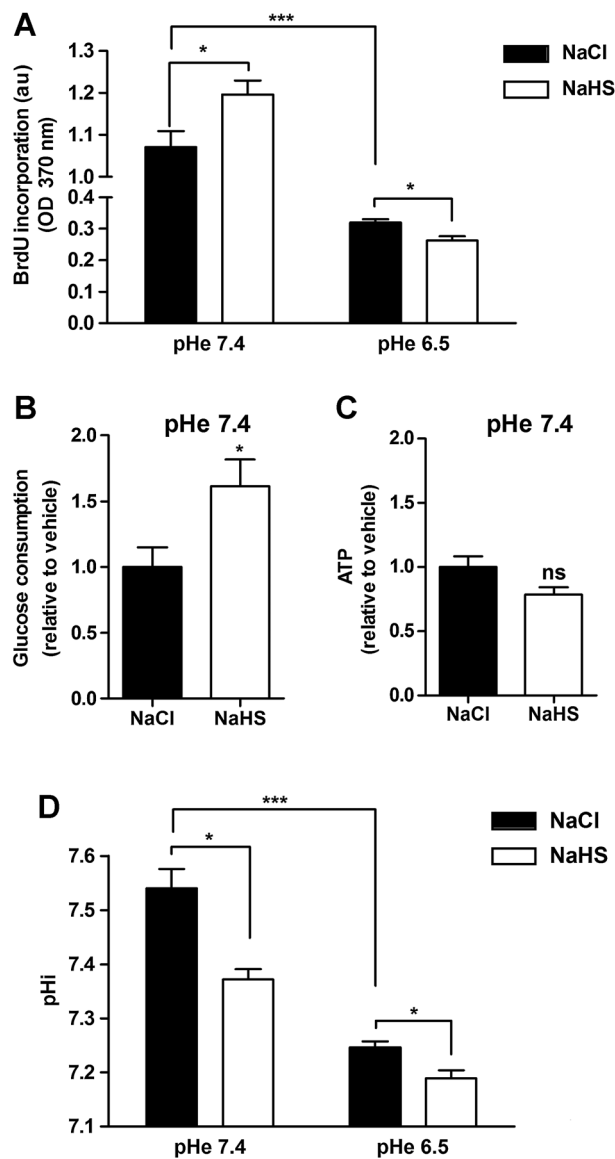 A
***
NaCl
NaHS
*
*
BrdU incorporation (au)
(OD 370 nm)
1.3
1.2
1.1
1.0
0.4
0.3
0.2
0.1
0.0
pHe 7.4
pHe 6.5
B
pHe 7.4
*
Glucose consumption
(relative to vehicle)
2.0
1.5
1.0
0.5
0.0
NaCl
NaHS
C
pHe 7.4
ns
ATP
(relative to vehicle)
2.0
1.5
1.0
0.5
0.0
NaCl
NaHS
D
***
NaCl
NaHS
*
*
pHi
7.6
7.5
7.4
7.3
7.2
7.1
pHe 7.4
pHe 6.5